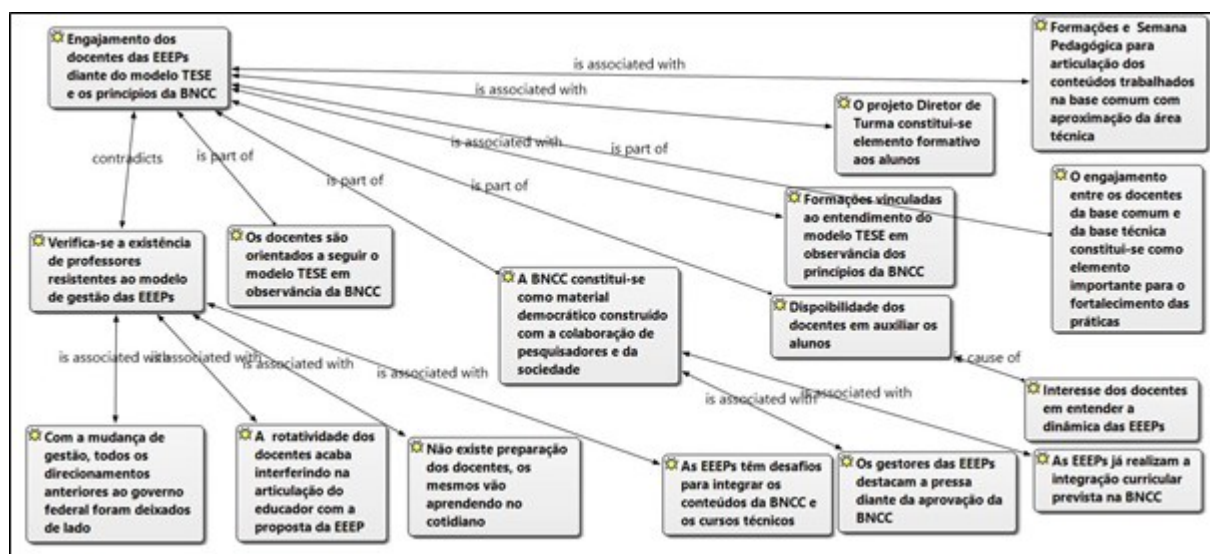 Engajamento dos
docentes das EEEPs
diante do modelo TESE
e os princípios da BNCC
Formações e Semana
Pedagógica para
articulação dos
conteúdos trabalhados
na base comum com
aproximação da área
técnica
is associated with
is associated with
O projeto Diretor de
Turma constitui-se
elemento formativo
aos alunos
contradicts
is part of
is part of
is associated with
is part of
is part of
O engajamento
entre os docentes
da base comum e
da base técnica
constitui-se como
elemento
importante para o
fortalecimento das
práticas
Formações vinculadas
ao entendimento do
modelo TESE em
observância dos
princípios da BNCC
Verifica-se a existência
de professores
resistentes ao modelo
de gestão das EEEPs
Os docentes são
orientados a seguir o
modelo TESE em
observância da BNCC
A BNCC constitui-se
como material
democrático construído
com a colaboração de
pesquisadores e da
sociedade
Dispoibilidade dos
docentes em auxiliar os
alunos
is associated with
is associated with
is associated with
is associated with
is associated with
is associated with
cause of
Interesse dos docentes
em entender a
dinâmica das EEEPs
Com a mudança de
gestão, todos os
direcionamentos
anteriores ao governo
federal foram deixados
de lado
A rotatividade dos
docentes acaba
interferindo na
articulação do
educador com a
proposta da EEEP
Não existe preparação
dos docentes, os
mesmos vão
aprendendo no
cotidiano
As EEEPs têm desafios
para integrar os
conteúdos da BNCC e
os cursos técnicos
Os gestores das EEEPs
destacam a pressa
diante da aprovação da
BNCC
As EEEPs já realizam a
integração curricular
prevista na BNCC